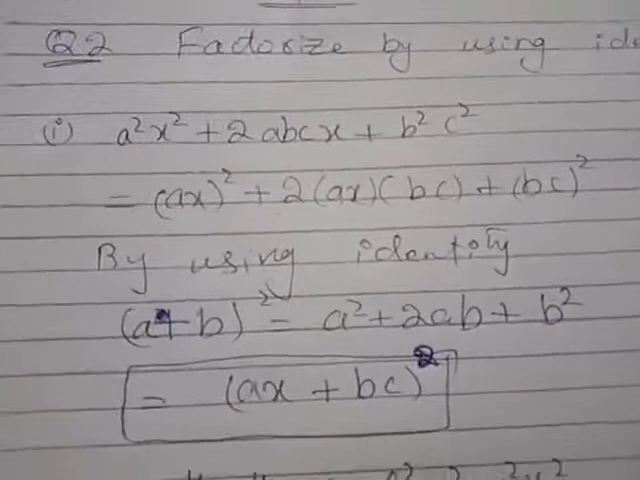 Q2 Factorize by using ide
(i) a²x² + 2abcx + b²c²
= (ax)² + 2(ax)(bc) + (bc)²
By using identity
(a+b)² = a²+2ab+b²
= (ax + bc)²